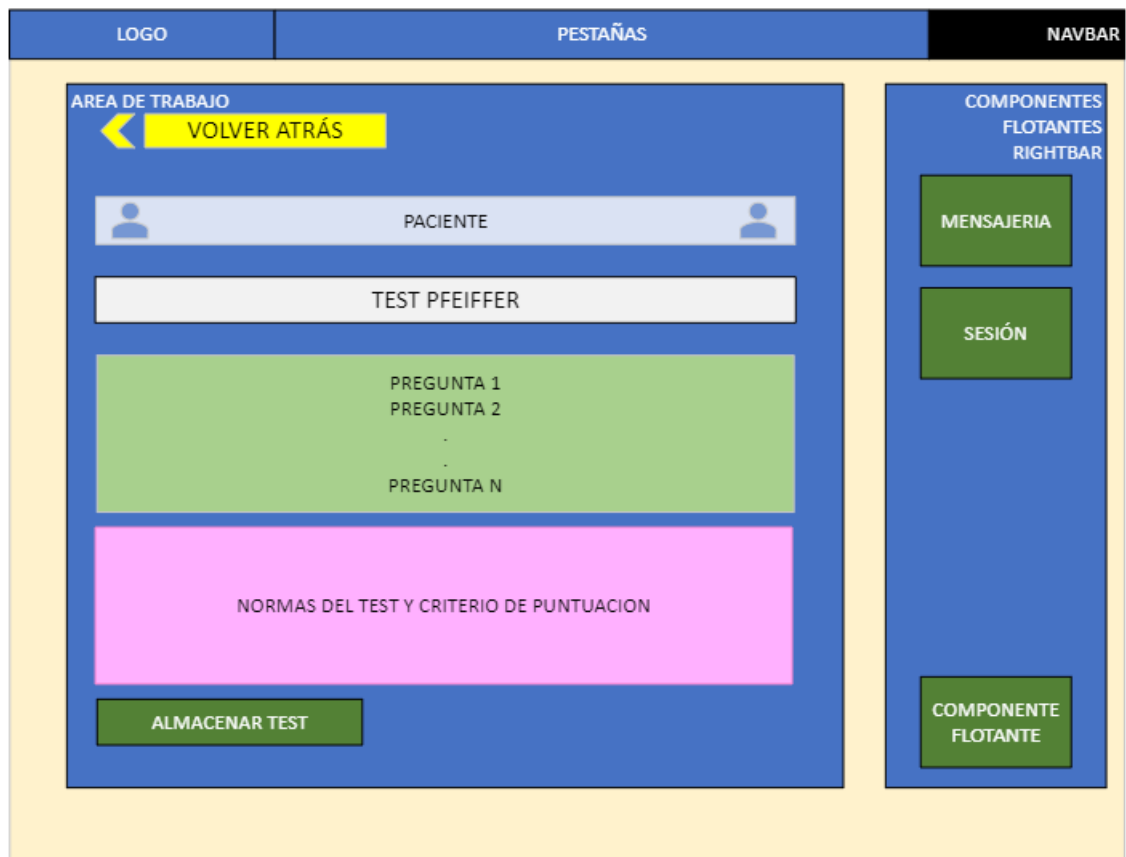 LOGO
PESTAÑAS
NAVBAR
AREA DE TRABAJO
VOLVER ATRÁS
PACIENTE
TEST PFEIFFER
PREGUNTA 1
PREGUNTA 2
.
.
PREGUNTA N
NORMAS DEL TEST Y CRITERIO DE PUNTUACION
ALMACENAR TEST
COMPONENTES
FLOTANTES
RIGHTBAR
MENSAJERIA
SESIÓN
COMPONENTE
FLOTANTE